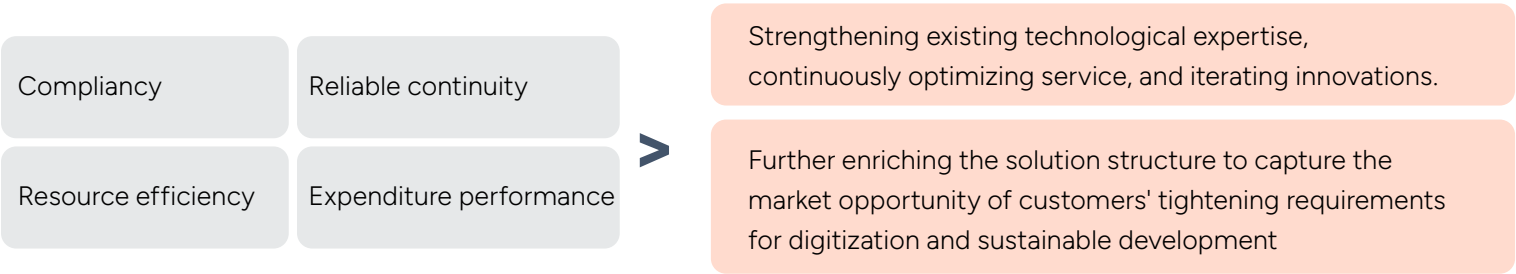 Compliancy
Reliable continuity
Resource efficiency
Expenditure performance
>
Strengthening existing technological expertise,
continuously optimizing service, and iterating innovations.
Further enriching the solution structure to capture the
market opportunity of customers' tightening requirements
for digitization and sustainable development